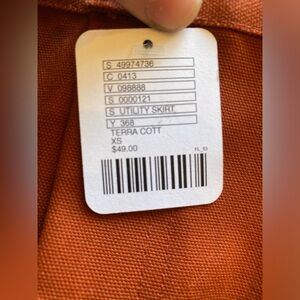 S 49974736
C 0413
V 098888
S 0000121
S UTILITY SKIRT
Y 368
TERRA COTT
XS
$49.00